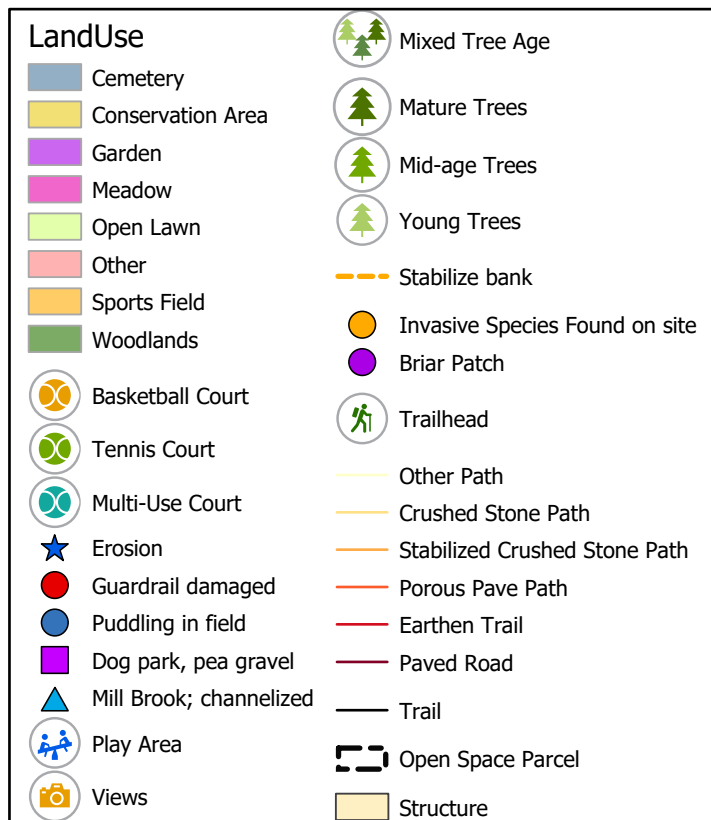 LandUse
Cemetery
Conservation Area
Garden
Meadow
Open Lawn
Other
Sports Field
Woodlands
Basketball Court
Tennis Court
Multi-Use Court
Erosion
Guardrail damaged
Puddling in field
Dog park, pea gravel
Mill Brook; channelized
Play Area
Views
Mixed Tree Age
Mature Trees
Mid-age Trees
Young Trees
Stabilize bank
Invasive Species Found on site
Briar Patch
Trailhead
Other Path
Crushed Stone Path
Stabilized Crushed Stone Path
Porous Pave Path
Earthen Trail
Paved Road
Trail
Open Space Parcel
Structure